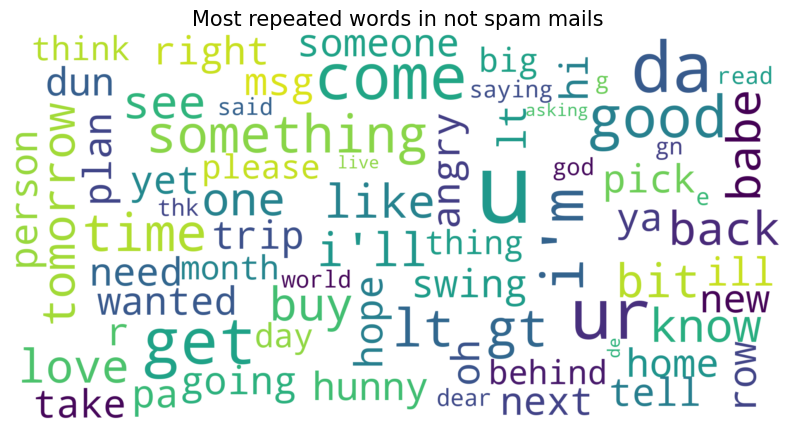 Most repeated words in not spam mails
think
right
someone
come
big
hi
g
da
read
dun
see
said
msg
saying
asking
lt
good
babe
person
tomorrow
plan
something
angry
u
gn
yet
please
live
god
pick
e
thk
one
like
i'm
ya
back
time
trip
i'll
thing
need
month
world
swing
bit
ill
wanted
buy
hope
lt
gt
ur
new
know
r
get
day
oh
de
home
row
love
going
hunny
behind
tell
take
pa
dear
next